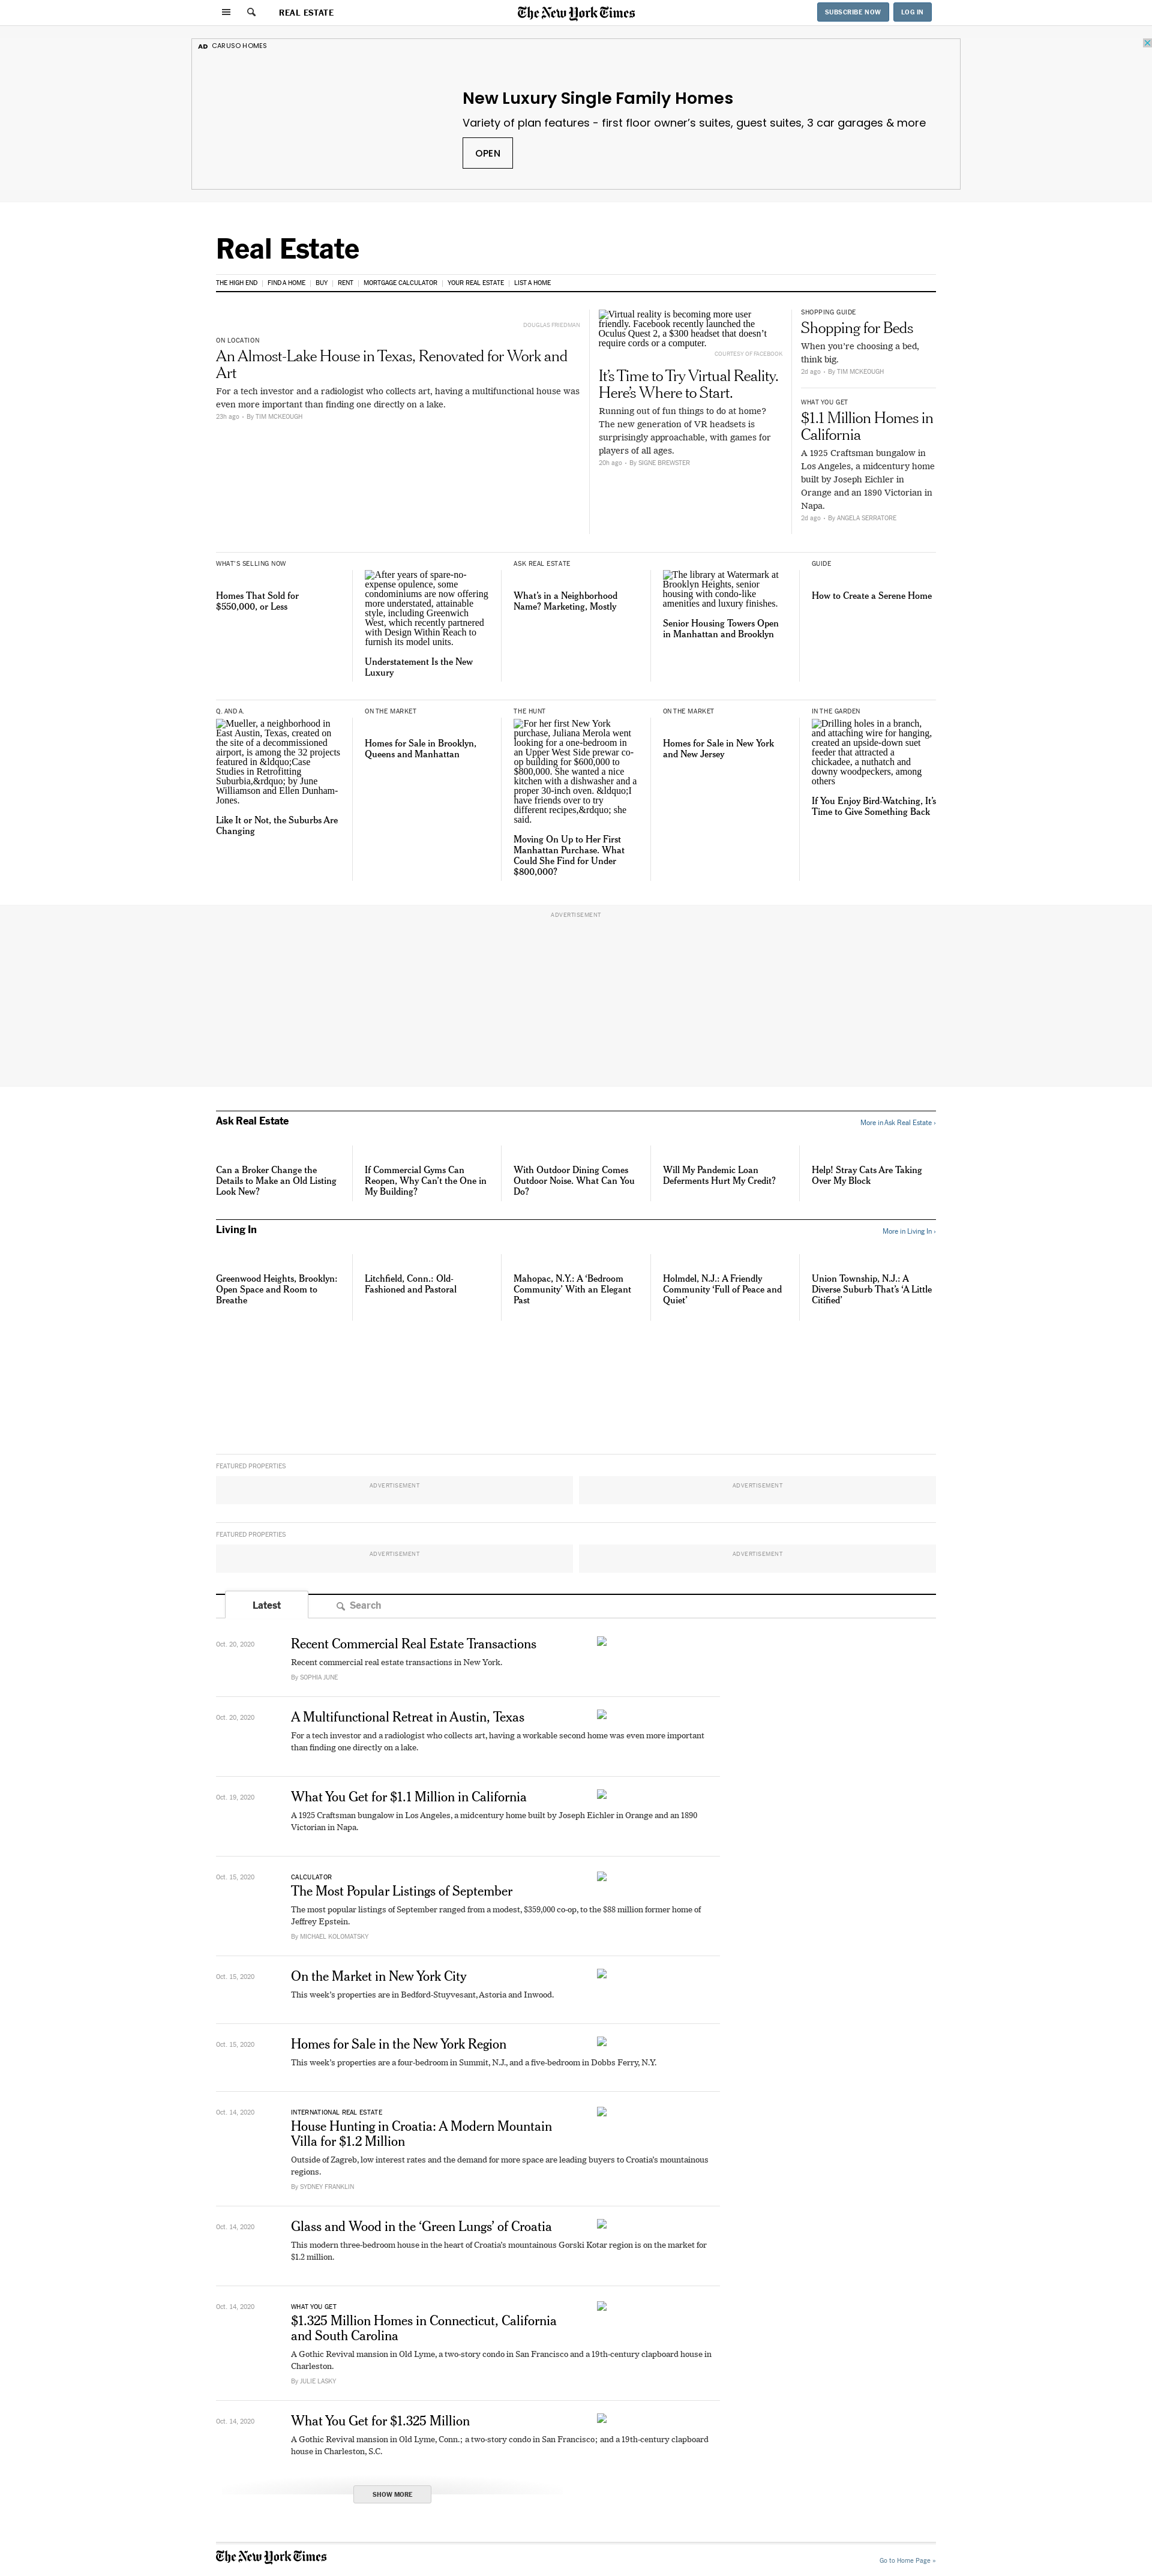 REAL ESTATE
The New York Times
SUBSCRIBE NOW
LOG IN
AD CARUSO HOMES
New Luxury Single Family Homes
Variety of plan features - first floor owner's suites, guest suites, 3 car garages & more
OPEN
Real Estate
THE HIGH END
FIND A HOME
BUY
RENT
MORTGAGE CALCULATOR
YOUR REAL ESTATE
LIST A HOME
DOUGLAS FRIEDMAN
ON LOCATION
An Almost-Lake House in Texas, Renovated for Work and
Art
For a tech investor and a radiologist who collects art, having a multifunctional house was
even more important than finding one directly on a lake.
23h ago · By TIM MCKEOUGH
Virtual reality is becoming more user
friendly. Facebook recently launched the
Oculus Quest 2, a $300 headset that doesn't
require cords or a computer.
COURTESY OF FACEBOOK
It's Time to Try Virtual Reality.
Here's Where to Start.
Running out of fun things to do at home?
The new generation of VR headsets is
surprisingly approachable, with games for
players of all ages.
20h ago · By SIGNE BREWSTER
SHOPPING GUIDE
Shopping for Beds
When you're choosing a bed,
think big.
2d ago · By TIM MCKEOUGH
WHAT YOU GET
$1.1 Million Homes in
California
A 1925 Craftsman bungalow in
Los Angeles, a midcentury home
built by Joseph Eichler in
Orange and an 1890 Victorian in
Napa.
2d ago · By ANGELA SERRATORE
WHAT'S SELLING NOW
Homes That Sold for
$550,000, or Less
After years of spare-no-
expense opulence, some
condominiums are now offering
more understated, attainable
style, including Greenwich
West, which recently partnered
with Design Within Reach to
furnish its model units.
Understatement Is the New
Luxury
ASK REAL ESTATE
What's in a Neighborhood
Name? Marketing, Mostly
The library at Watermark at
Brooklyn Heights, senior
housing with condo-like
amenities and luxury finishes.
Senior Housing Towers Open
in Manhattan and Brooklyn
GUIDE
How to Create a Serene Home
Q. AND A.
Mueller, a neighborhood in
East Austin, Texas, created on
the site of a decommissioned
airport, is among the 32 projects
featured in &ldquo;Case
Studies in Retrofitting
Suburbia,&rdquo; by June
Williamson and Ellen Dunham-
Jones.
Like It or Not, the Suburbs Are
Changing
ON THE MARKET
Homes for Sale in Brooklyn,
Queens and Manhattan
THE HUNT
For her first New York
purchase, Juliana Merola went
looking for a one-bedroom in
an Upper West Side prewar co-
op building for $600,000 to
$800,000. She wanted a nice
kitchen with a dishwasher and a
proper 30-inch oven. &ldquo;I
have friends over to try
different recipes,&rdquo; she
said.
Moving On Up to Her First
Manhattan Purchase. What
Could She Find for Under
$800,000?
ON THE MARKET
Homes for Sale in New York
and New Jersey
IN THE GARDEN
Drilling holes in a branch,
and attaching wire for hanging,
created an upside-down suet
feeder that attracted a
chickadee, a nuthatch and
downy woodpeckers, among
others
If You Enjoy Bird-Watching, It's
Time to Give Something Back
ADVERTISEMENT
Ask Real Estate
More in Ask Real Estate ›
Can a Broker Change the
Details to Make an Old Listing
Look New?
If Commercial Gyms Can
Reopen, Why Can't the One in
My Building?
With Outdoor Dining Comes
Outdoor Noise. What Can You
Do?
Will My Pandemic Loan
Deferments Hurt My Credit?
Help! Stray Cats Are Taking
Over My Block
Living In
More in Living In ›
Greenwood Heights, Brooklyn:
Open Space and Room to
Breathe
Litchfield, Conn.: Old-
Fashioned and Pastoral
Mahopac, N.Y.: A 'Bedroom
Community' With an Elegant
Past
Holmdel, N.J.: A Friendly
Community 'Full of Peace and
Quiet'
Union Township, N.J.: A
Diverse Suburb That's 'A Little
Citified'
FEATURED PROPERTIES
ADVERTISEMENT
ADVERTISEMENT
FEATURED PROPERTIES
ADVERTISEMENT
ADVERTISEMENT
Latest
Search
Oct. 20, 2020
Recent Commercial Real Estate Transactions
Recent commercial real estate transactions in New York.
By SOPHIA JUNE
Oct. 20, 2020
A Multifunctional Retreat in Austin, Texas
For a tech investor and a radiologist who collects art, having a workable second home was even more important
than finding one directly on a lake.
Oct. 19, 2020
What You Get for $1.1 Million in California
A 1925 Craftsman bungalow in Los Angeles, a midcentury home built by Joseph Eichler in Orange and an 1890
Victorian in Napa.
Oct. 15, 2020
CALCULATOR
The Most Popular Listings of September
The most popular listings of September ranged from a modest, $359,000 co-op, to the $88 million former home of
Jeffrey Epstein.
By MICHAEL KOLOMATSKY
Oct. 15, 2020
On the Market in New York City
This week's properties are in Bedford-Stuyvesant, Astoria and Inwood.
Oct. 15, 2020
Homes for Sale in the New York Region
This week's properties are a four-bedroom in Summit, N.J., and a five-bedroom in Dobbs Ferry, N.Y.
Oct. 14, 2020
INTERNATIONAL REAL ESTATE
House Hunting in Croatia: A Modern Mountain
Villa for $1.2 Million
Outside of Zagreb, low interest rates and the demand for more space are leading buyers to Croatia's mountainous
regions.
By SYDNEY FRANKLIN
Oct. 14, 2020
Glass and Wood in the 'Green Lungs' of Croatia
This modern three-bedroom house in the heart of Croatia's mountainous Gorski Kotar region is on the market for
$1.2 million.
Oct. 14, 2020
WHAT YOU GET
$1.325 Million Homes in Connecticut, California
and South Carolina
A Gothic Revival mansion in Old Lyme, a two-story condo in San Francisco and a 19th-century clapboard house in
Charleston.
By JULIE LASKY
Oct. 14, 2020
What You Get for $1.325 Million
A Gothic Revival mansion in Old Lyme, Conn.; a two-story condo in San Francisco; and a 19th-century clapboard
house in Charleston, S.C.
SHOW MORE
The New York Times
Go to Home Page »